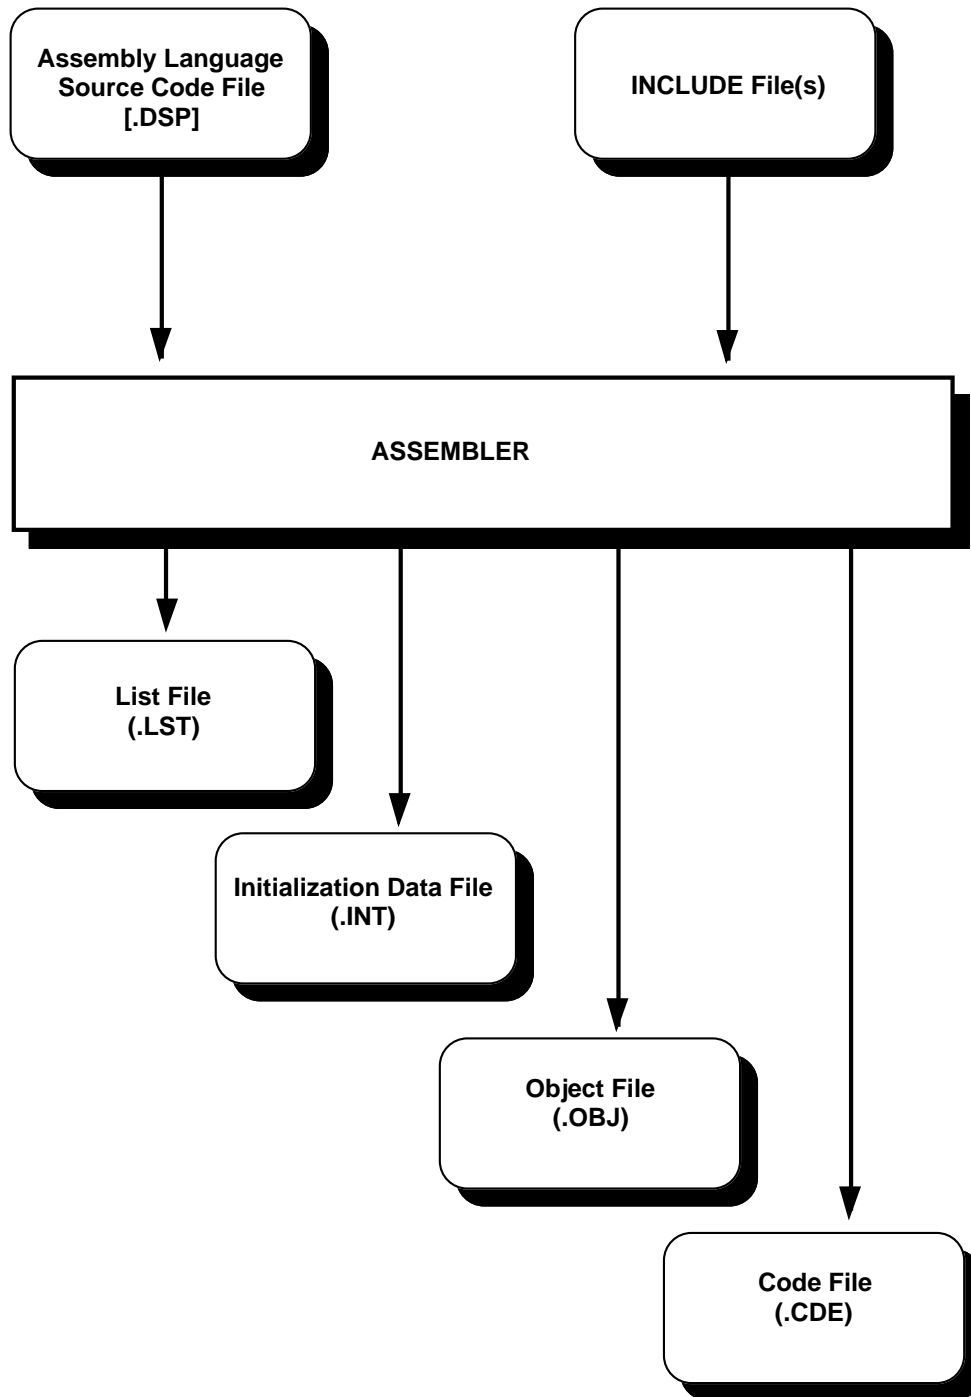 Assembly Language
Source Code File
[.DSP]
INCLUDE File(s)
ASSEMBLER
List File
(.LST)
Initialization Data File
(.INT)
Object File
(.OBJ)
Code File
(.CDE)